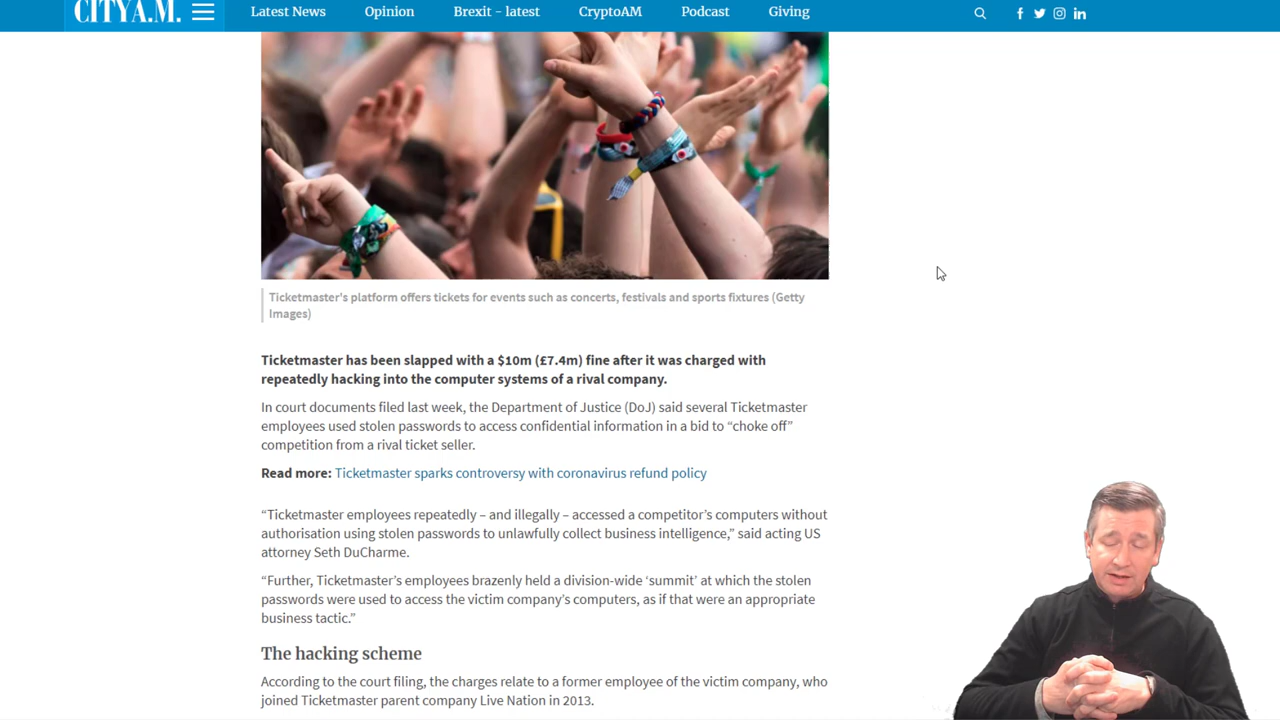 CITYA.M.
Latest News
Opinion
Brexit – latest
CryptoAM
Podcast
Giving
Ticketmaster's platform offers tickets for events such as concerts, festivals and sports fixtures (Getty
Images)
Ticketmaster has been slapped with a $10m (£7.4m) fine after it was charged with
repeatedly hacking into the computer systems of a rival company.
In court documents filed last week, the Department of Justice (DoJ) said several Ticketmaster
employees used stolen passwords to access confidential information in a bid to “choke off”
competition from a rival ticket seller.
Read more: Ticketmaster sparks controversy with coronavirus refund policy
“Ticketmaster employees repeatedly – and illegally – accessed a competitor’s computers without
authorisation using stolen passwords to unlawfully collect business intelligence,” said acting US
attorney Seth DuCharme.
“Further, Ticketmaster’s employees brazenly held a division-wide ‘summit’ at which the stolen
passwords were used to access the victim company’s computers, as if that were an appropriate
business tactic.”
The hacking scheme
According to the court filing, the charges relate to a former employee of the victim company, who
joined Ticketmaster parent company Live Nation in 2013.